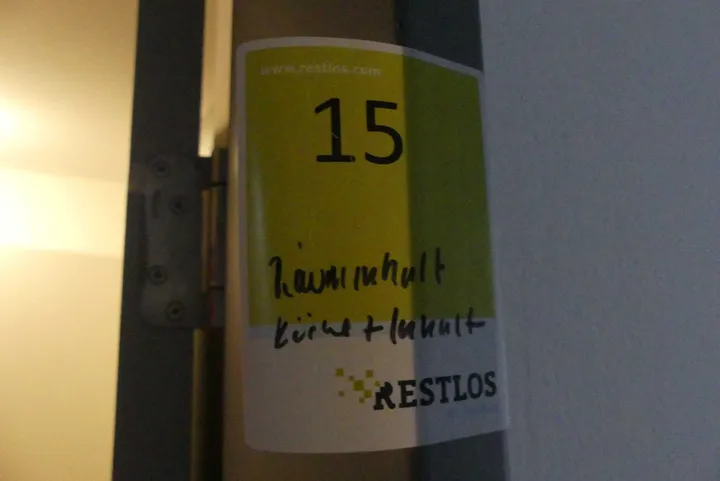 www.restlos.com
15
Rauminhalt
Küche + Inhalt
RESTLOS